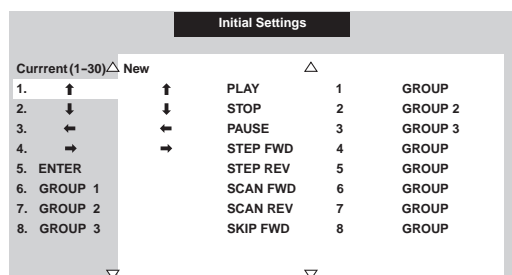 Initial Settings
Currrent (1-30) △ New △
1. ⬆ ⬆ PLAY 1 GROUP
2. ⬇ ⬇ STOP 2 GROUP 2
3. ⬅ ⬅ PAUSE 3 GROUP 3
4. ➡ ➡ STEP FWD 4 GROUP
5. ENTER STEP REV 5 GROUP
6. GROUP 1 SCAN FWD 6 GROUP
7. GROUP 2 SCAN REV 7 GROUP
8. GROUP 3 SKIP FWD 8 GROUP
▽ ▽